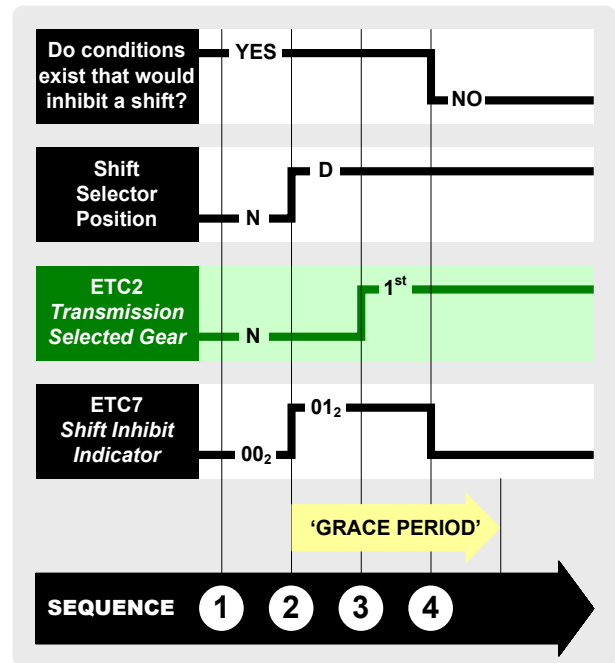 Do conditions
exist that would
inhibit a shift?
YES
NO
Shift
Selector
Position
D
N
ETC2
Transmission
Selected Gear
1st
N
ETC7
Shift Inhibit
Indicator
01₂
00₂
‘GRACE PERIOD’
SEQUENCE 1 2 3 4